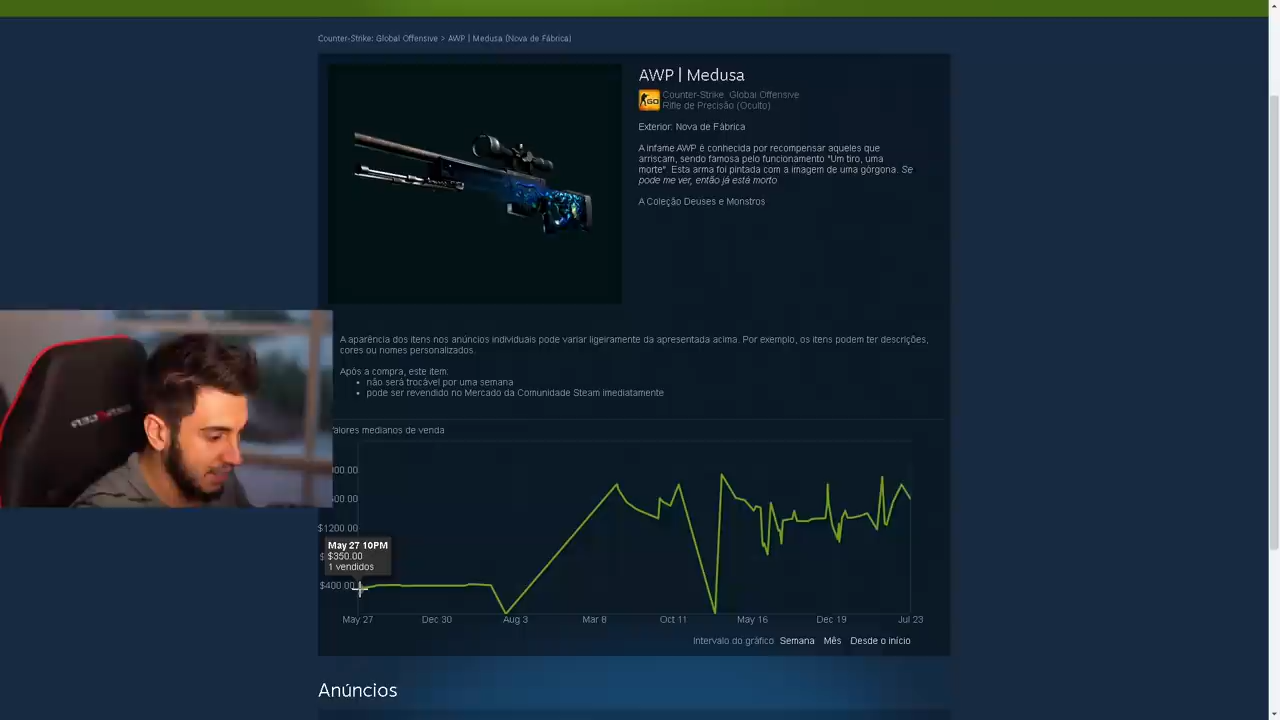 Counter-Strike: Global Offensive > AWP | Medusa (Nova de Fábrica)
AWP | Medusa
Counter-Strike: Global Offensive
Rifle de Precisão (Oculto)
Exterior: Nova de Fábrica
A infame AWP é conhecida por recompensar aqueles que
arriscam, sendo famosa pelo funcionamento "Um tiro, uma
morte". Esta arma foi pintada com a imagem de uma górgona. Se
pode me ver, então já está morto
A Coleção Deuses e Monstros
A aparência dos itens nos anúncios individuais pode variar ligeiramente da apresentada acima. Por exemplo, os itens podem ter descrições,
cores ou nomes personalizados.
Após a compra, este item:
• não será trocável por uma semana
• pode ser revendido no Mercado da Comunidade Steam imediatamente
alores medianos de venda
000.00
00.00
$1200.00
$
$400.00
May 27 10PM
$350.00
1 vendidos
May 27 Dec 30 Aug 3 Mar 8 Oct 11 May 16 Dec 19 Jul 23
Intervalo do gráfico Semana Mês Desde o início
Anúncios